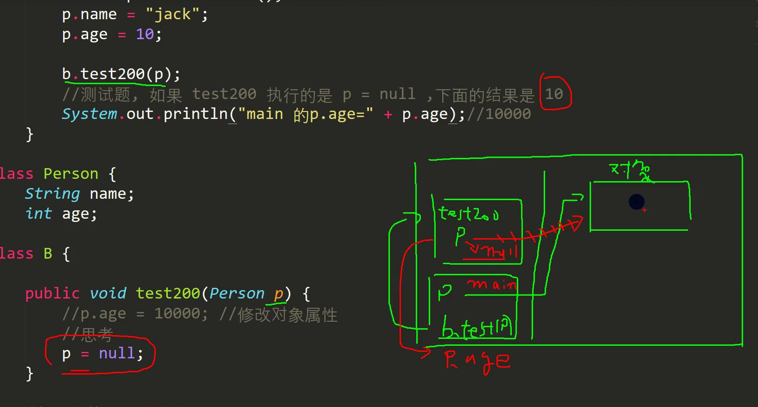 p.name = "jack";
p.age = 10;
b.test200(p);
//测试题, 如果 test200 执行的是 p = null ,下面的结果是 10
System.out.println("main 的p.age=" + p.age);//10000
}
lass Person {
String name;
int age;
lass B {
public void test200(Person p) {
//p.age = 10000; //修改对象属性
//思考
p = null;
}
test200
p
null
p main
b.test(p)
p.age